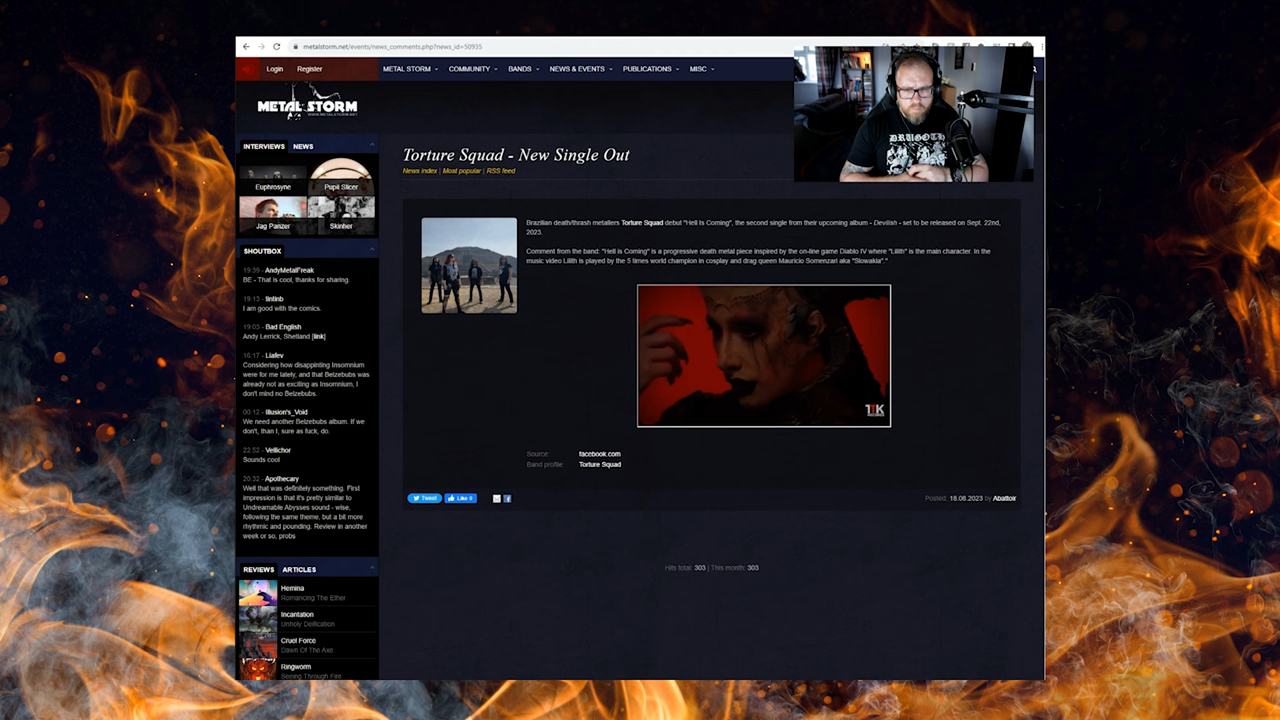 metalstorm.net/events/news_comments.php?news_id=50935
Login Register METAL STORM COMMUNITY BANDS NEWS & EVENTS PUBLICATIONS MISC
METAL STORM
WWW.METALSTORM.NET
DRUGOTH
INTERVIEWS NEWS
Euphrosyne Pupil Slicer
Jag Panzer Skinher
SHOUTBOX
19:39 - AndyMetalFreak
BE - That is cool, thanks for sharing.
19:13 - tintinb
I am good with the comics.
19:03 - Bad English
Andy Lerrick, Shetland [link]
16:17 - Liafev
Considering how disappinting Insomnium
were for me lately, and that Belzebubs was
already not as exciting as Insomnium, I
don't mind no Belzebubs.
00:12 - Illusion's_Void
We need another Belzebubs album. If we
don't, than I, sure as fuck, do.
22:52 - Vellichor
Sounds cool
20:32 - Apothecary
Well that was definitely something. First
impression is that it's pretty similar to
Undreamable Abysses sound - wise,
following the same theme, but a bit more
rhythmic and pounding. Review in another
week or so, probs
REVIEWS ARTICLES
Hemina
Romancing The Ether
Incantation
Unholy Deification
Cruel Force
Dawn Of The Axe
Ringworm
Seeing Through Fire
Torture Squad - New Single Out
News index | Most popular | RSS feed
Brazilian death/thrash metallers Torture Squad debut "Hell Is Coming", the second single from their upcoming album - Devilish - set to be released on Sept. 22nd,
2023.
Comment from the band: "Hell is Coming" is a progressive death metal piece inspired by the on-line game Diablo IV where "Lilith" is the main character. In the
music video Lilith is played by the 5 times world champion in cosplay and drag queen Mauricio Somenzari aka "Slowakia"."
Source: facebook.com
Band profile: Torture Squad
Tweet Like 0
Posted: 18.08.2023 by Abattoir
Hits total: 303 | This month: 303